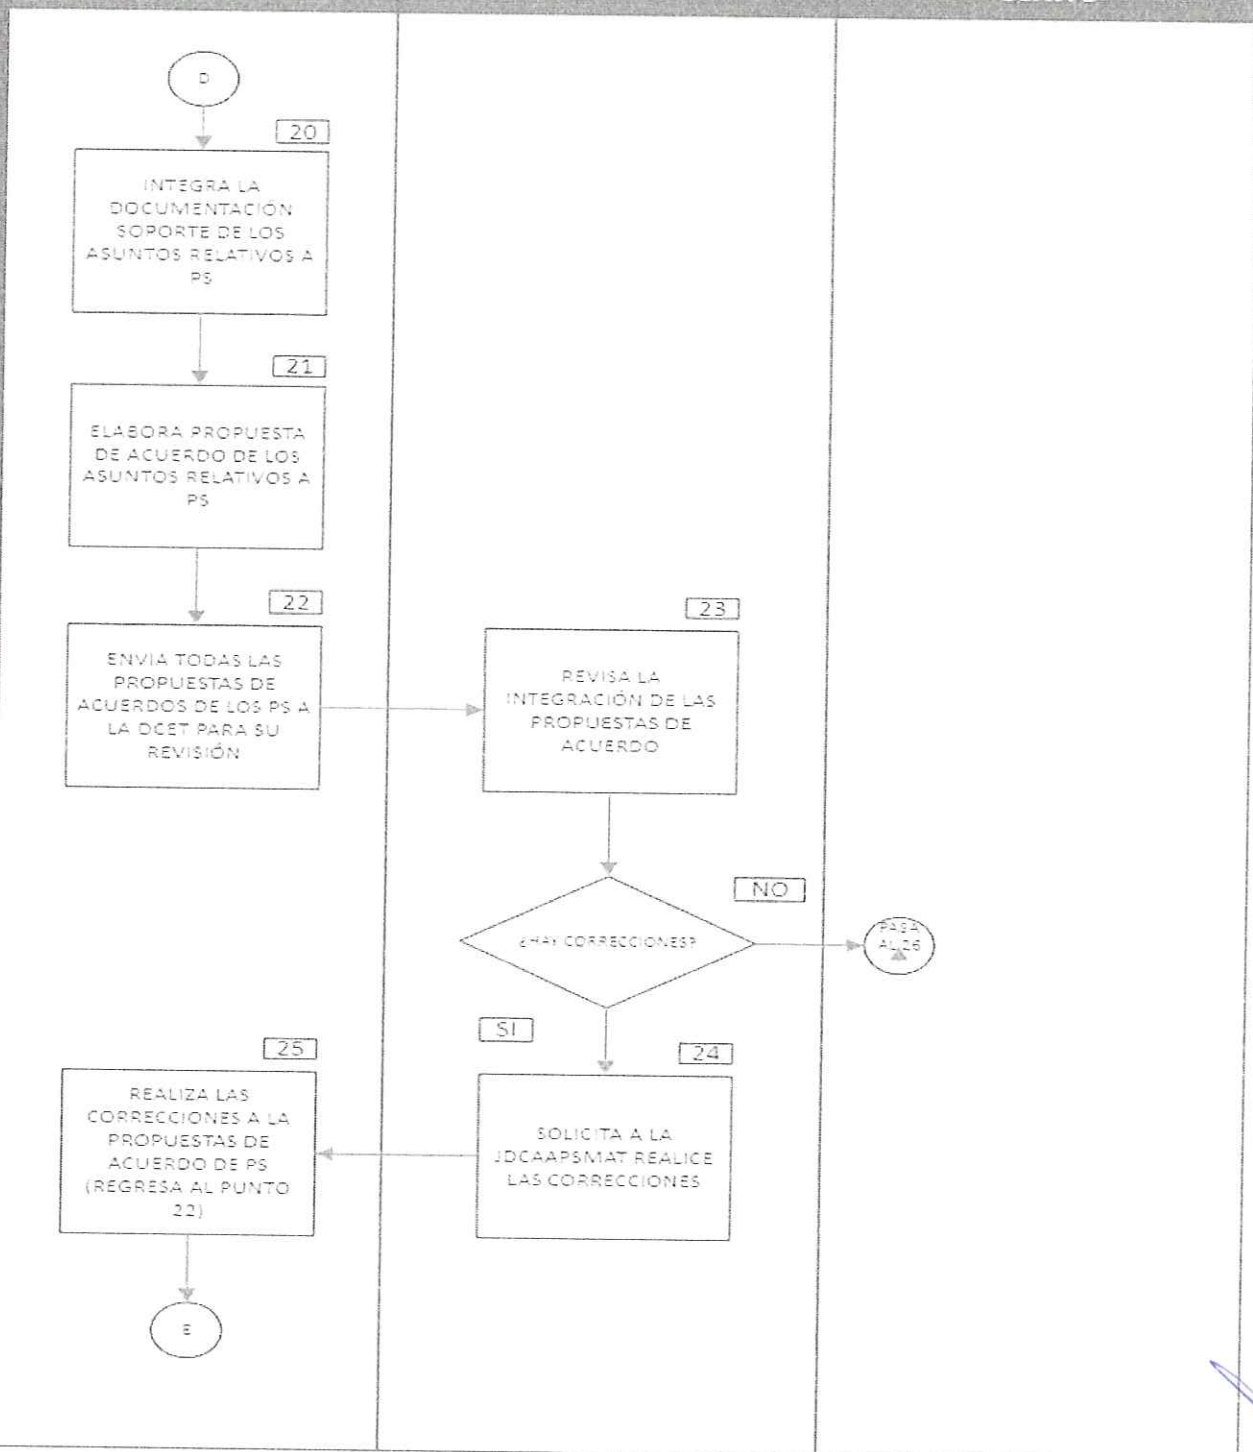 D
20
INTEGRA LA
DOCUMENTACIÓN
SOPORTE DE LOS
ASUNTOS RELATIVOS A
PS
21
ELABORA PROPUESTA
DE ACUERDO DE LOS
ASUNTOS RELATIVOS A
PS
22
ENVIA TODAS LAS
PROPUESTAS DE
ACUERDOS DE LOS PS A
LA DCET PARA SU
REVISIÓN
23
REVISA LA
INTEGRACIÓN DE LAS
PROPUESTAS DE
ACUERDO
¿HAY CORRECCIONES?
NO
PASA
AL 26
SI
24
SOLICITA A LA
JDCAAPSMAT REALICE
LAS CORRECCIONES
25
REALIZA LAS
CORRECCIONES A LA
PROPUESTAS DE
ACUERDO DE PS
(REGRESA AL PUNTO
22)
E